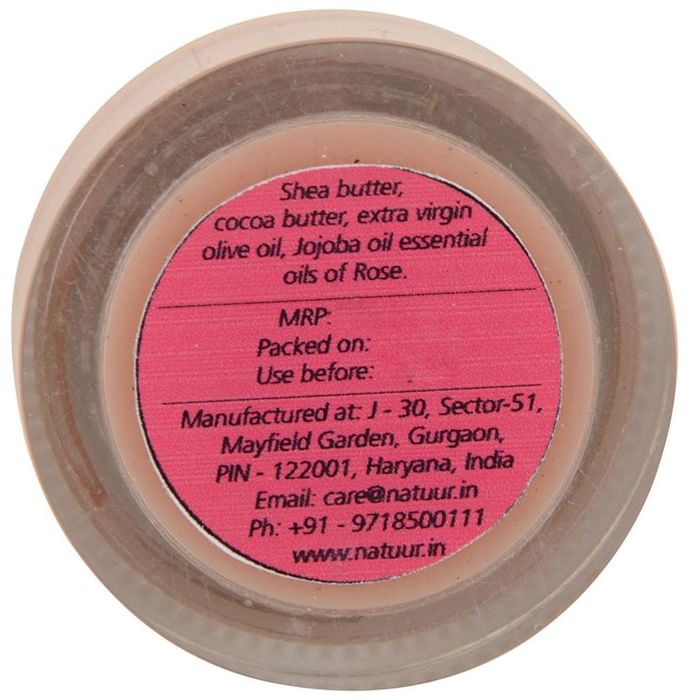 Shea butter,
cocoa butter, extra virgin
olive oil, Jojoba oil essential
oils of Rose.
MRP:
Packed on:
Use before:
Manufactured at: J - 30, Sector-51,
Mayfield Garden, Gurgaon,
PIN - 122001, Haryana, India
Email: care@natuur.in
Ph: +91 - 9718500111
www.natuur.in